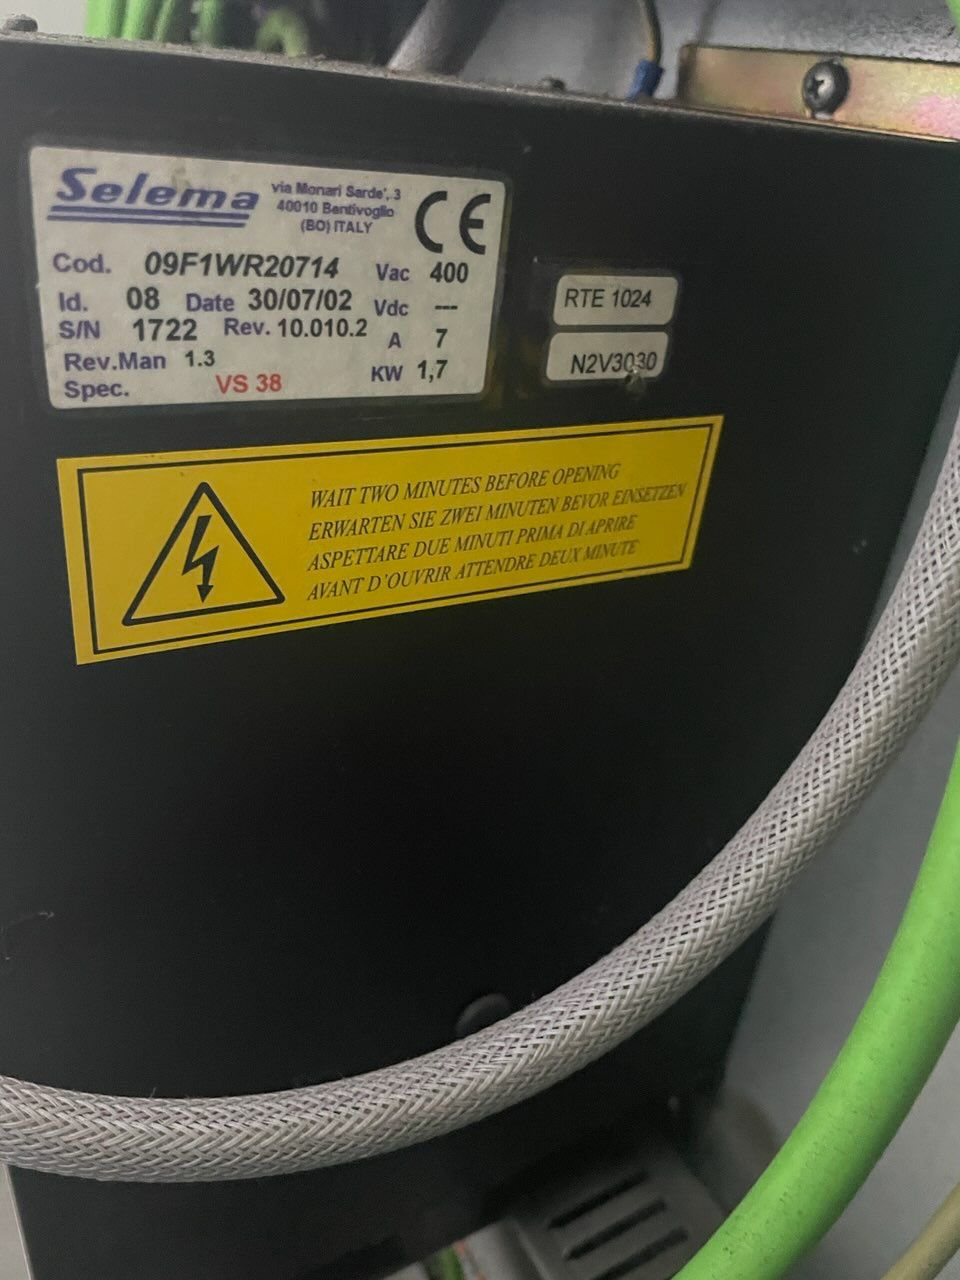 Selema
via Monari Sarde', 3
40010 Bentivoglio
(BO) ITALY
CE
Cod. 09F1WR20714 Vac 400
Id. 08 Date 30/07/02 Vdc ---
S/N 1722 Rev. 10.010.2 A 7
Rev.Man 1.3 KW 1,7
Spec. VS 38
RTE 1024
N2V3030
WAIT TWO MINUTES BEFORE OPENING
ERWARTEN SIE ZWEI MINUTEN BEVOR EINSETZEN
ASPETTARE DUE MINUTI PRIMA DI APRIRE
AVANT D'OUVRIR ATTENDRE DEUX MINUTE